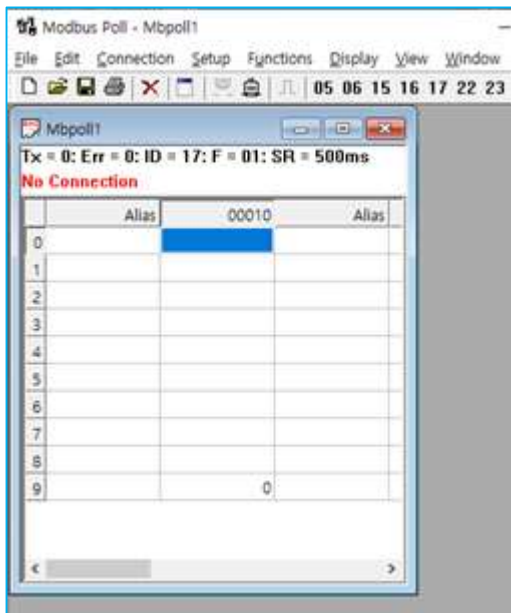 Modbus Poll - Mbpoll1
File Edit Connection Setup Functions Display View Window
05 06 15 16 17 22 23
Mbpoll1
Tx = 0: Err = 0: ID = 17: F = 01: SR = 500ms
No Connection
Alias 00010 Alias
0
1
2
3
4
5
6
7
8
9 0